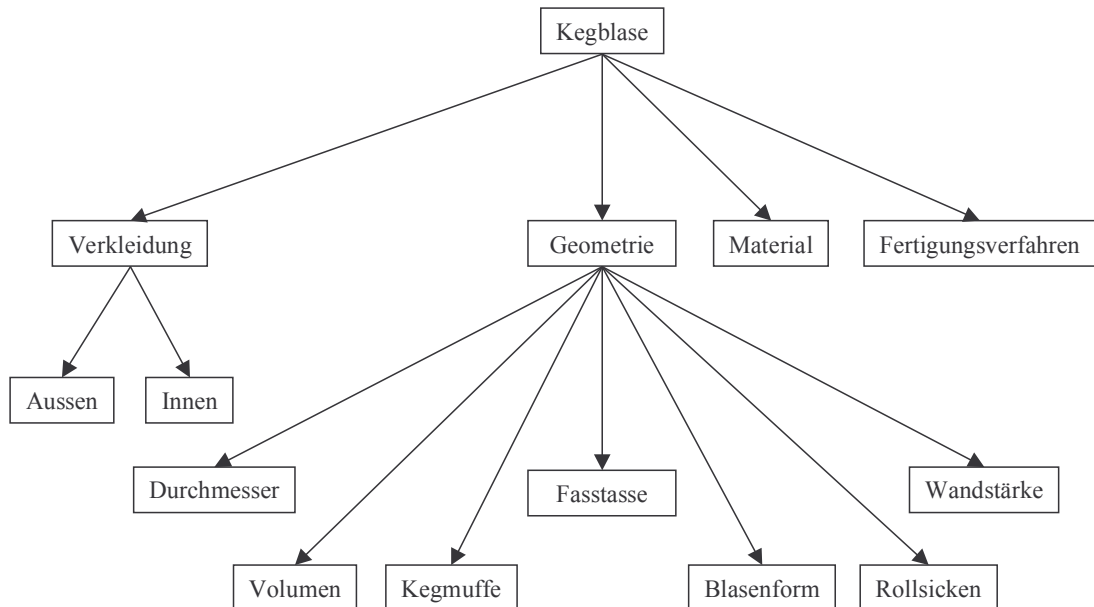 Kegblase
Verkleidung
Geometrie
Material
Fertigungsverfahren
Aussen
Innen
Durchmesser
Fasstasse
Wandstärke
Volumen
Kegmuffe
Blasenform
Rollsicken